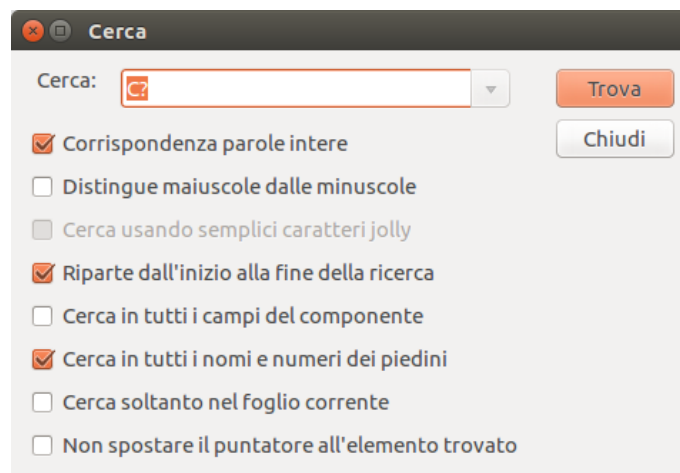 Cerca
Cerca: C? Trova
Chiudi
Corrispondenza parole intere
Distingue maiuscole dalle minuscole
Cerca usando semplici caratteri jolly
Riparte dall'inizio alla fine della ricerca
Cerca in tutti i campi del componente
Cerca in tutti i nomi e numeri dei piedini
Cerca soltanto nel foglio corrente
Non spostare il puntatore all'elemento trovato